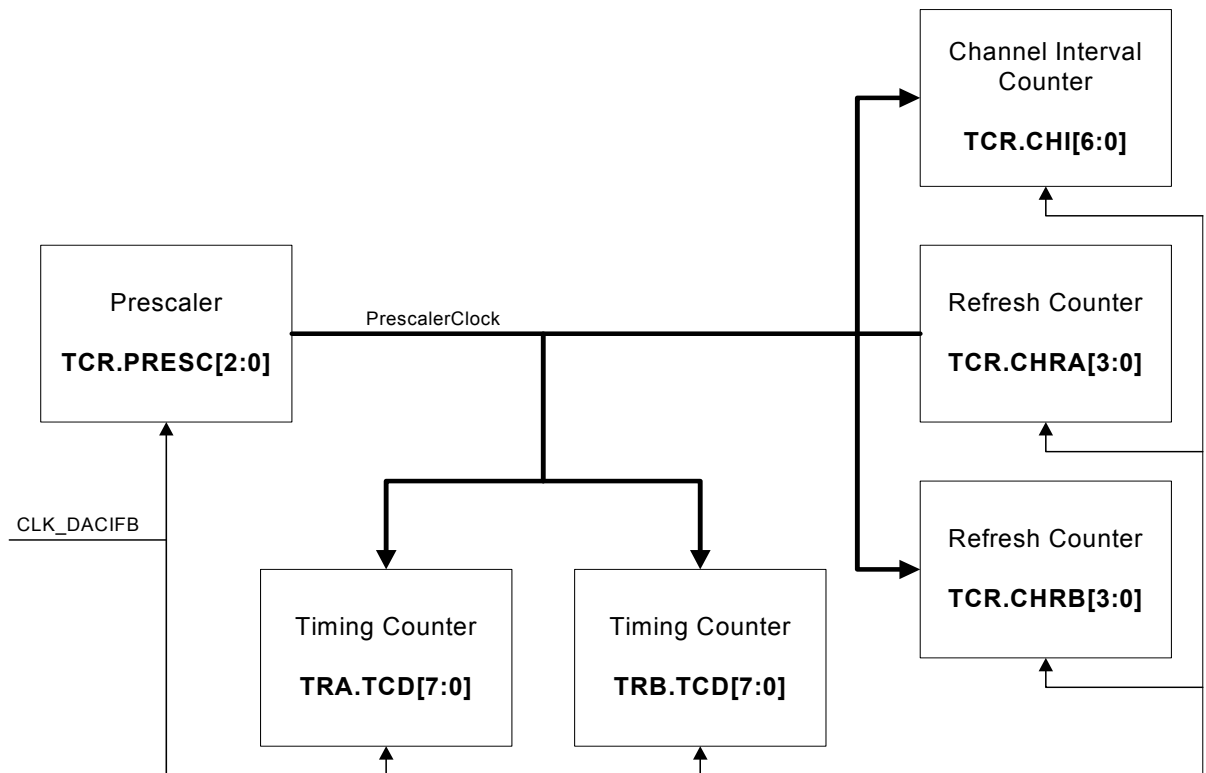 Channel Interval
Counter
TCR.CHI[6:0]
Prescaler
TCR.PRESC[2:0]
PrescalerClock
Refresh Counter
TCR.CHRA[3:0]
CLK_DACIFB
Refresh Counter
TCR.CHRB[3:0]
Timing Counter
TRA.TCD[7:0]
Timing Counter
TRB.TCD[7:0]